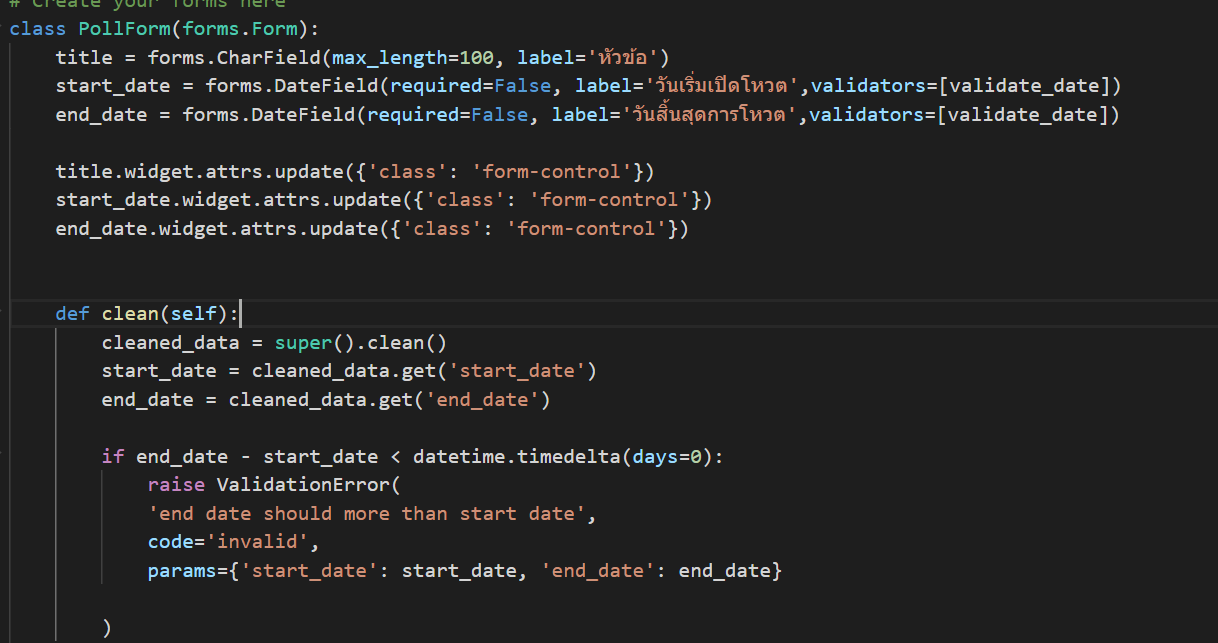 # Create your forms here
class PollForm(forms.Form):
    title = forms.CharField(max_length=100, label='หัวข้อ')
    start_date = forms.DateField(required=False, label='วันเริ่มเปิดโหวต',validators=[validate_date])
    end_date = forms.DateField(required=False, label='วันสิ้นสุดการโหวต',validators=[validate_date])
    title.widget.attrs.update({'class': 'form-control'})
    start_date.widget.attrs.update({'class': 'form-control'})
    end_date.widget.attrs.update({'class': 'form-control'})
    def clean(self):
        cleaned_data = super().clean()
        start_date = cleaned_data.get('start_date')
        end_date = cleaned_data.get('end_date')
        if end_date - start_date < datetime.timedelta(days=0):
            raise ValidationError(
            'end date should more than start date',
            code='invalid',
            params={'start_date': start_date, 'end_date': end_date}
        )